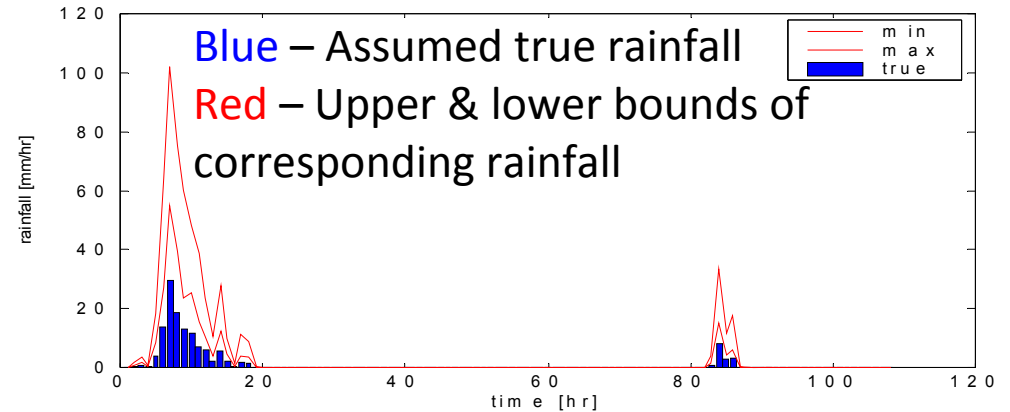 Blue – Assumed true rainfall
Red – Upper & lower bounds of
corresponding rainfall
min
max
true
rainfall [mm/hr]
120
100
80
60
40
20
0
0 20 40 60 80 100 120
time [hr]